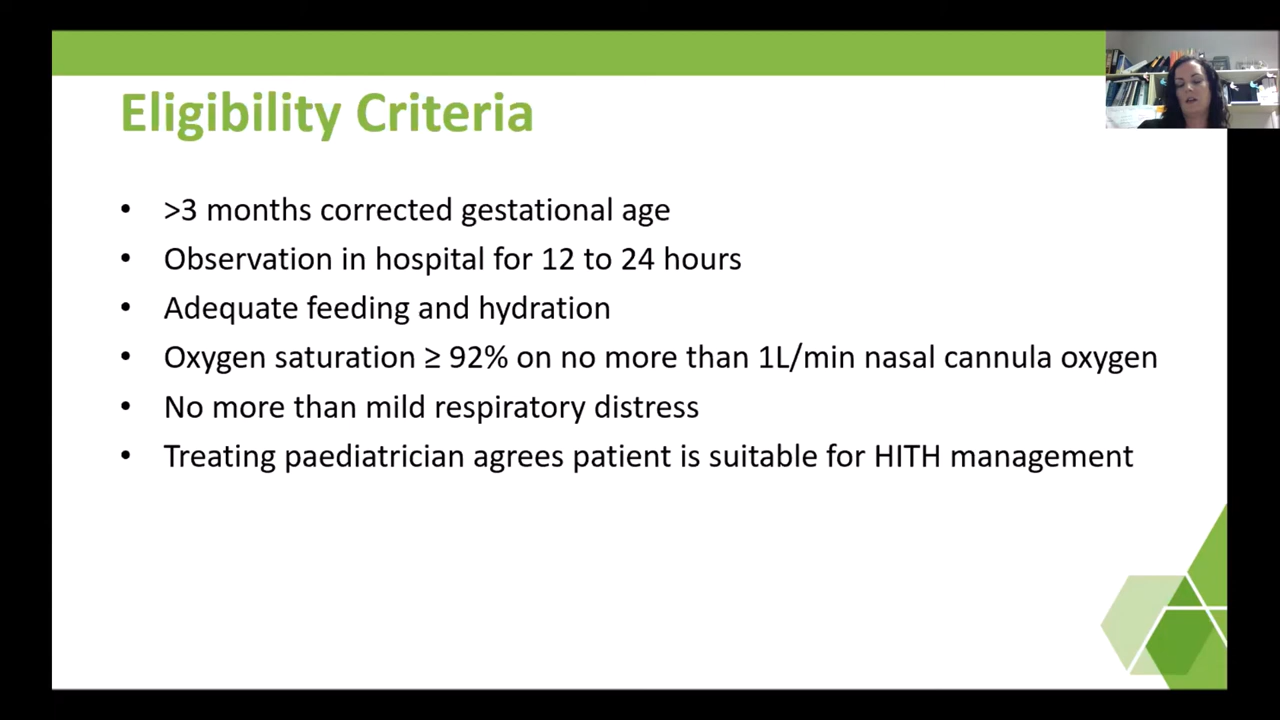 Eligibility Criteria
• >3 months corrected gestational age
• Observation in hospital for 12 to 24 hours
• Adequate feeding and hydration
• Oxygen saturation ≥ 92% on no more than 1L/min nasal cannula oxygen
• No more than mild respiratory distress
• Treating paediatrician agrees patient is suitable for HITH management